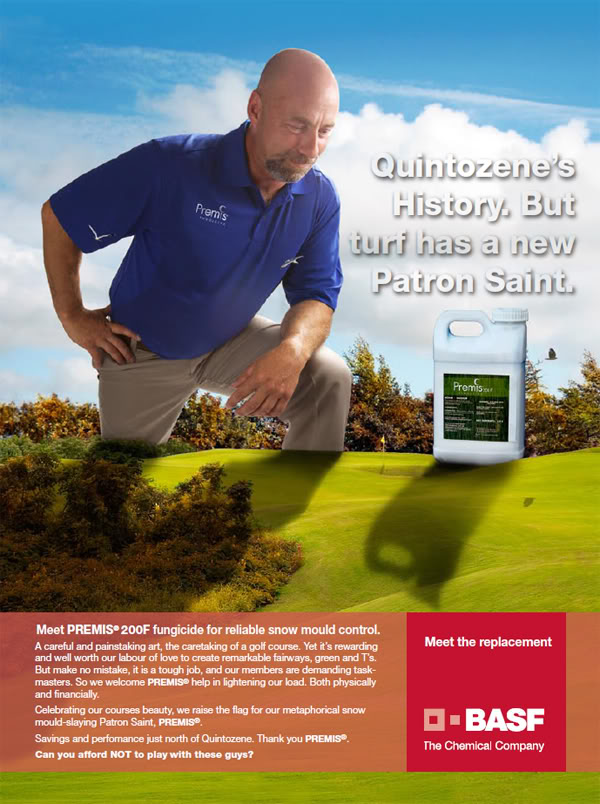 Quintozene's
History. But
turf has a new
Patron Saint.
Premis
Premis
Meet PREMIS® 200F fungicide for reliable snow mould control.
A careful and painstaking art, the caretaking of a golf course. Yet it's rewarding
and well worth our labour of love to create remarkable fairways, green and T's.
But make no mistake, it is a tough job, and our members are demanding task-
masters. So we welcome PREMIS® help in lightening our load. Both physically
and financially.
Celebrating our courses beauty, we raise the flag for our metaphorical snow
mould-slaying Patron Saint, PREMIS®.
Savings and perfomance just north of Quintozene. Thank you PREMIS®.
Can you afford NOT to play with these guys?
Meet the replacement
BASF
The Chemical Company